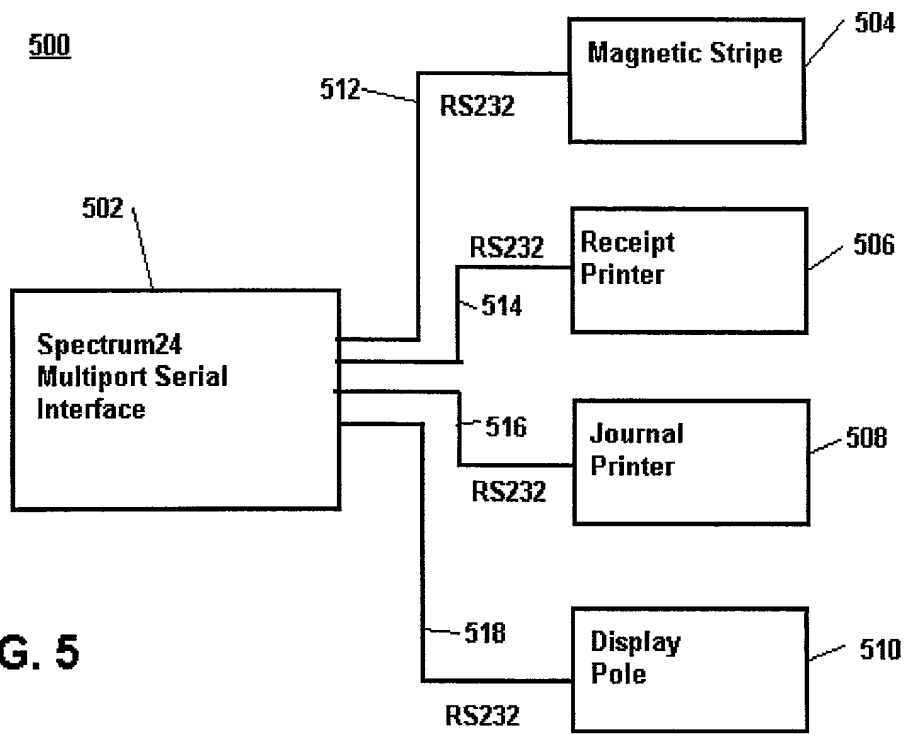 500
504
Magnetic Stripe
512
RS232
502
RS232
Receipt
Printer
506
514
Spectrum24
Multiport Serial
Interface
516
Journal
Printer
508
RS232
518
G. 5
Display
Pole
510
RS232